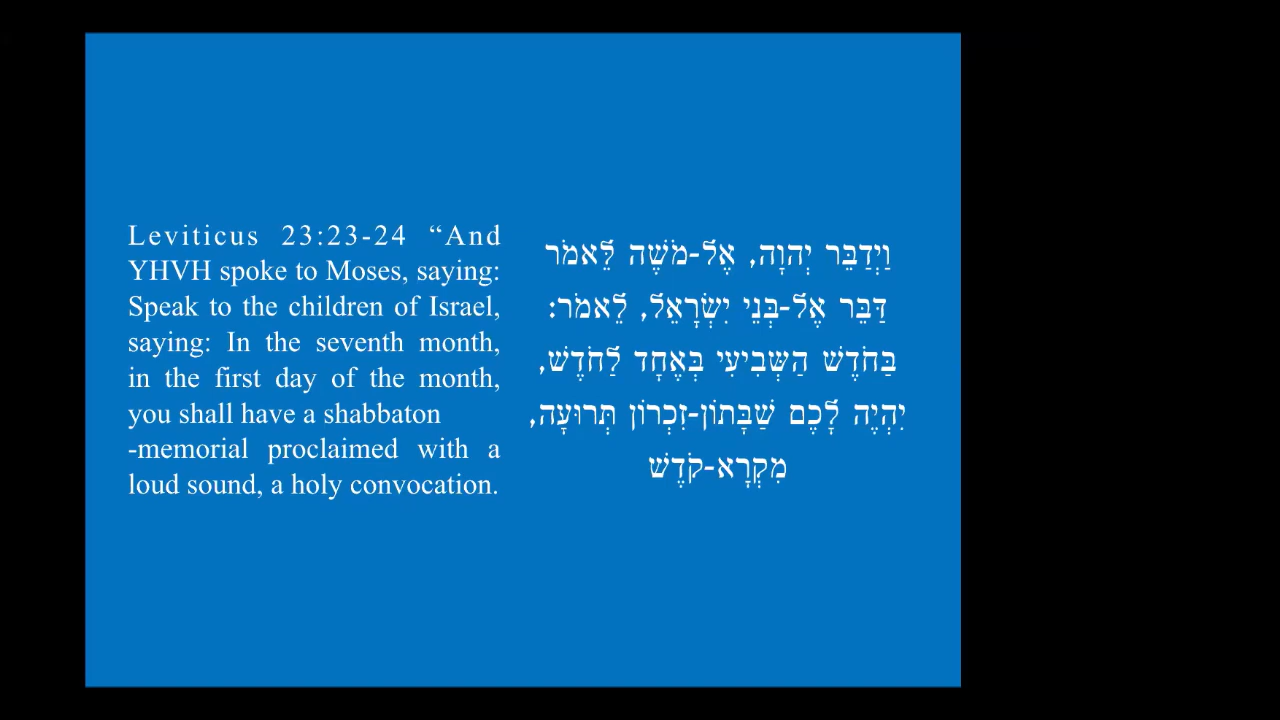 Leviticus 23:23-24 “And
YHVH spoke to Moses, saying:
Speak to the children of Israel,
saying: In the seventh month,
in the first day of the month,
you shall have a shabbaton
-memorial proclaimed with a
loud sound, a holy convocation.
וַיְדַבֵּר יְהוָה, אֶל-מֹשֶׁה לֵּאמֹר
דַּבֵּר אֶל-בְּנֵי יִשְׂרָאֵל, לֵאמֹר:
בַּחֹדֶשׁ הַשְּׁבִיעִי בְּאֶחָד לַחֹדֶשׁ,
יִהְיֶה לָכֶם שַׁבָּתוֹן-זִכְרוֹן תְּרוּעָה,
מִקְרָא-קֹדֶשׁ